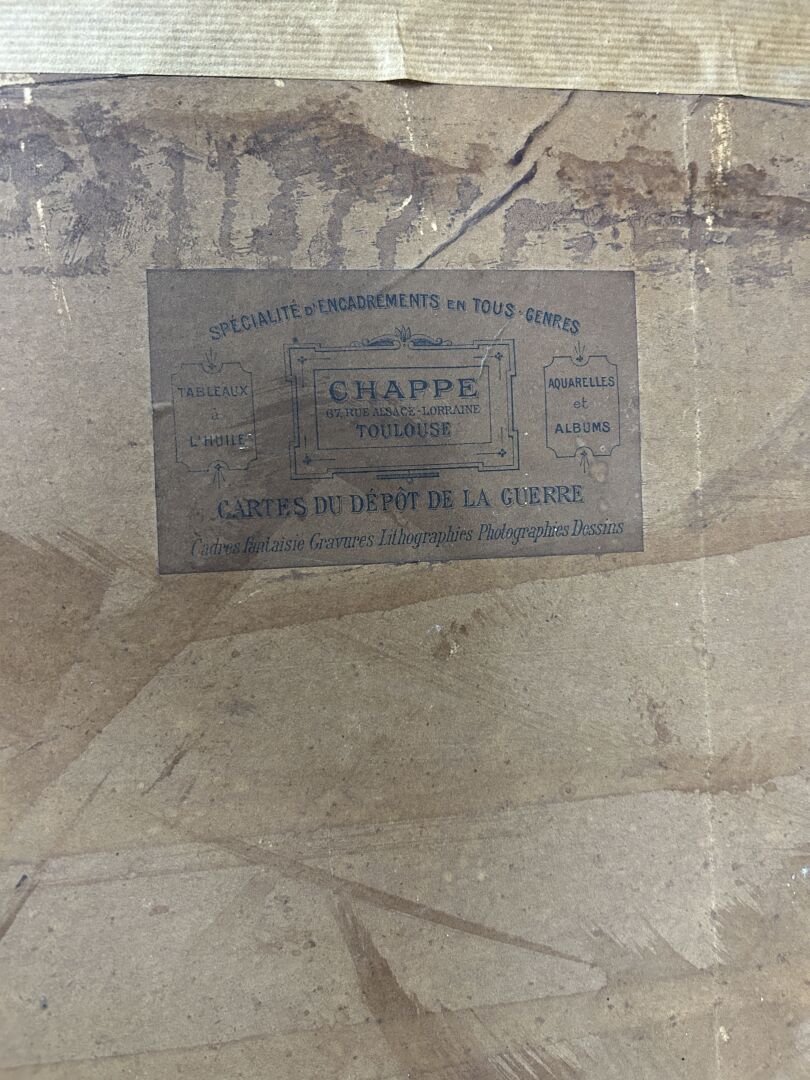 SPÉCIALITÉ D'ENCADREMENTS EN TOUS GENRES
TABLEAUX
à
L'HUILE
CHAPPE
67, RUE ALSACE-LORRAINE
TOULOUSE
AQUARELLES
et
ALBUMS
CARTES DU DÉPÔT DE LA GUERRE
Cadres Fantaisie Gravures Lithographies Photographies Dessins